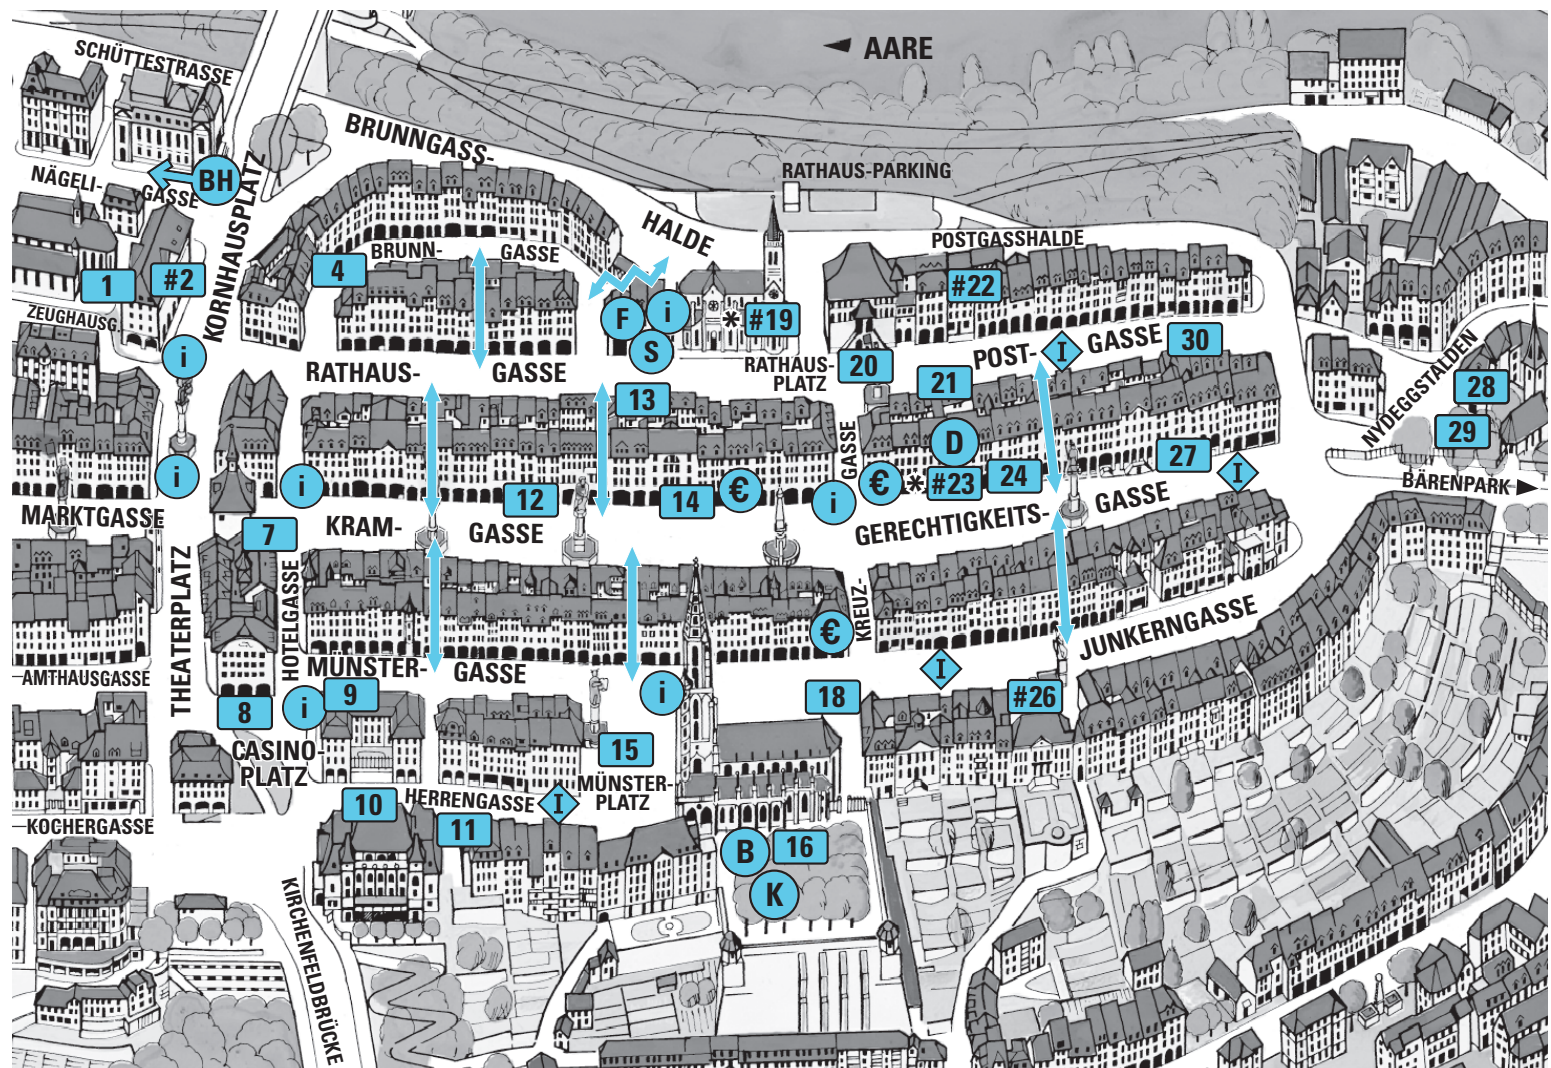 SCHÜTTESTRASSE
AARE
BRUNNGASS-
BH
NÄGELI-
GASSE
KORNHAUSPLATZ
RATHAUS-PARKING
HALDE
POSTGASSHALDE
BRUNN-
GASSE
4
1
#2
#22
ZEUGHAUSG.
F
i
S
*
#19
i
RATHAUS-
GASSE
RATHAUS-
PLATZ
20
POST-
I
GASSE
30
21
13
28
29
NYDEGGSTALDEN
BÄRENPARK
GASSE
D
27
I
i
i
12
14
€
i
€
*
#23
24
MARKTGASSE
7
KRAM-
GASSE
GERECHTIGKEITS-
GASSE
THEATERPLATZ
HOTELGASSE
KREUZ-
€
JUNKERNGASSE
MÜNSTER-
GASSE
AMTHAUSGASSE
I
8
i
9
i
18
#26
CASINO-
PLATZ
15
MÜNSTER-
PLATZ
10
HERRENGASSE
I
11
KOCHERGASSE
B
16
K
KIRCHENFELDBRÜCKE